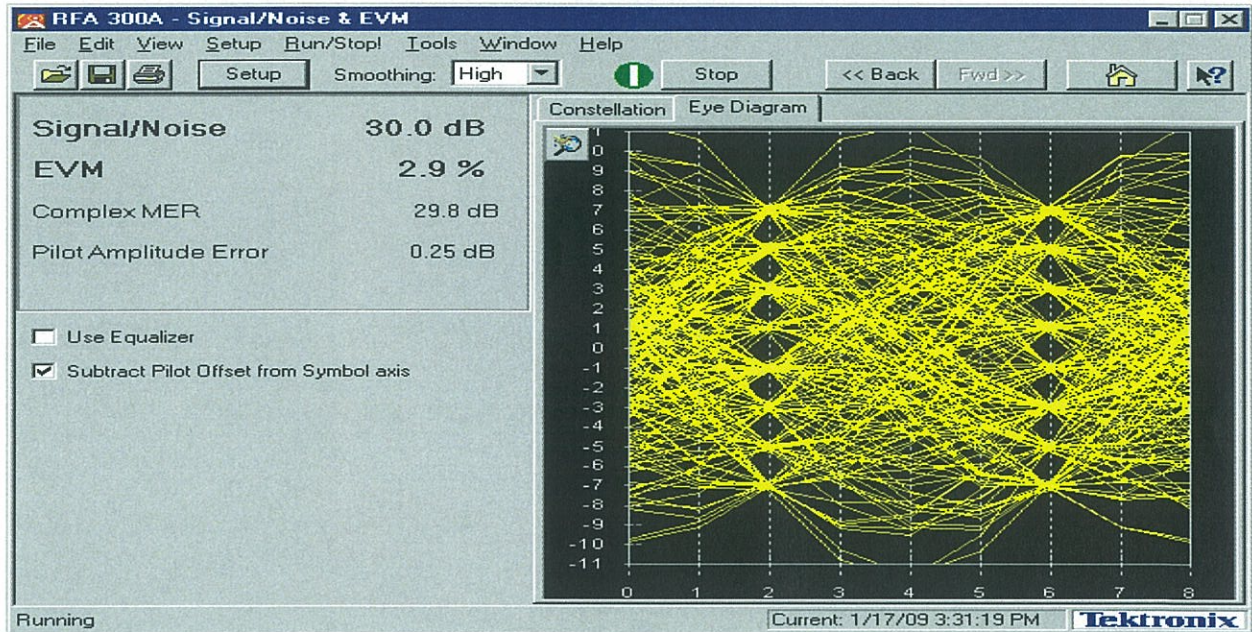 RFA 300A - Signal/Noise & EVM
File Edit View Setup Run/Stop! Tools Window Help
Setup Smoothing: High Stop << Back Fwd >>
Constellation Eye Diagram
Signal/Noise 30.0 dB
EVM 2.9 %
Complex MER 29.8 dB
Pilot Amplitude Error 0.25 dB
Use Equalizer
Subtract Pilot Offset from Symbol axis
1
0
9
8
7
6
5
4
3
2
1
0
-1
-2
-3
-4
-5
-6
-7
-8
-9
-10
-11
0 1 2 3 4 5 6 7 8
Running Current: 1/17/09 3:31:19 PM Tektronix